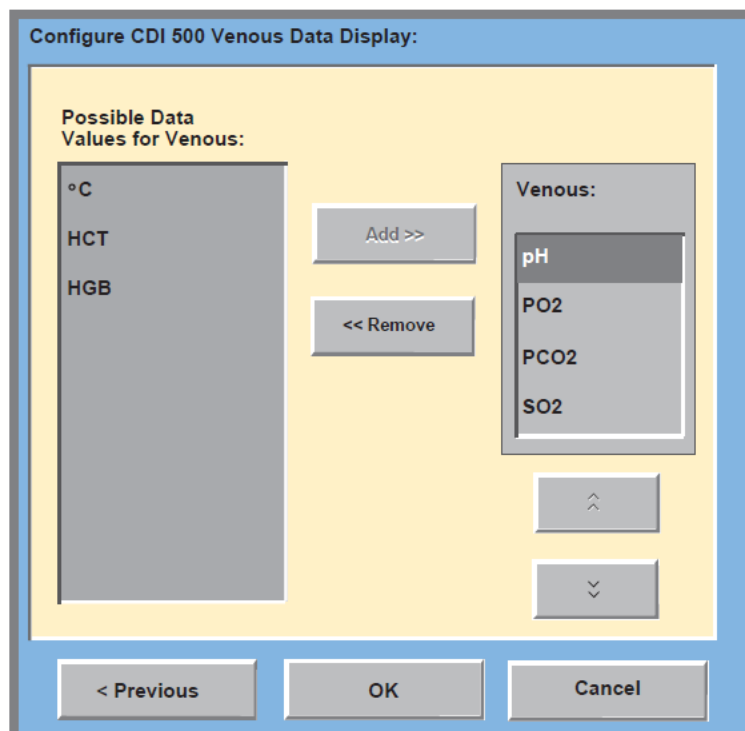 Configure CDI 500 Venous Data Display:
Possible Data
Values for Venous:
°C
HCT
HGB
Add >>
<< Remove
Venous:
pH
PO2
PCO2
SO2
< Previous
OK
Cancel